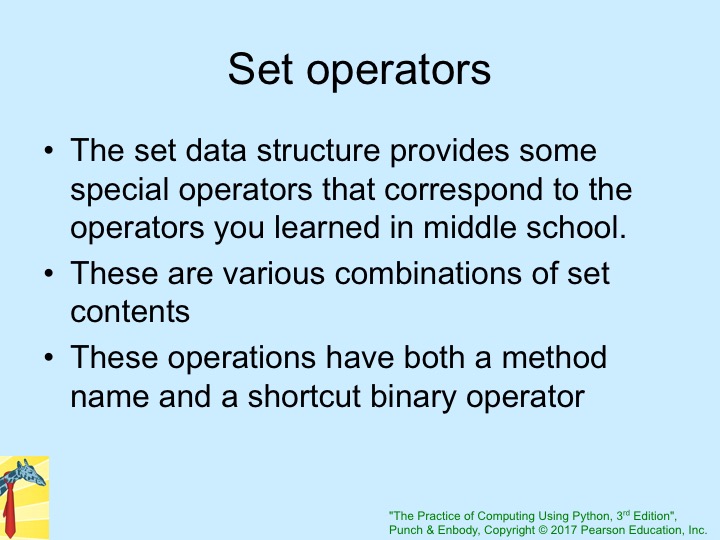 Set operators
• The set data structure provides some
special operators that correspond to the
operators you learned in middle school.
• These are various combinations of set
contents
• These operations have both a method
name and a shortcut binary operator
"The Practice of Computing Using Python, 3rd Edition",
Punch & Enbody, Copyright © 2017 Pearson Education, Inc.